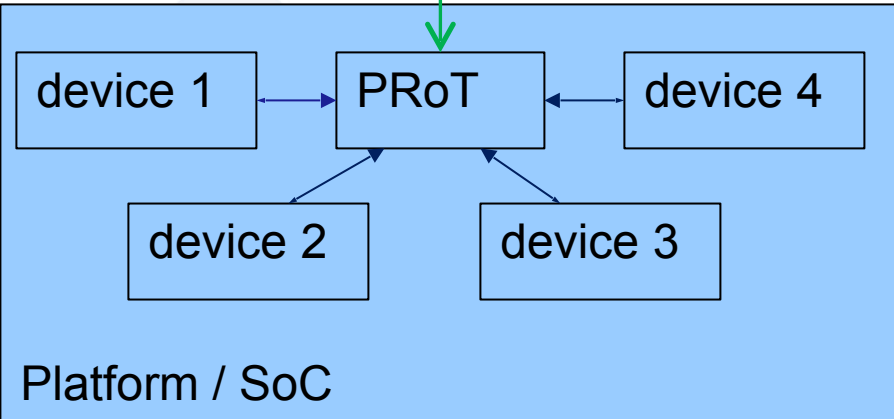 device 1
PRoT
device 4
device 2
device 3
Platform / SoC